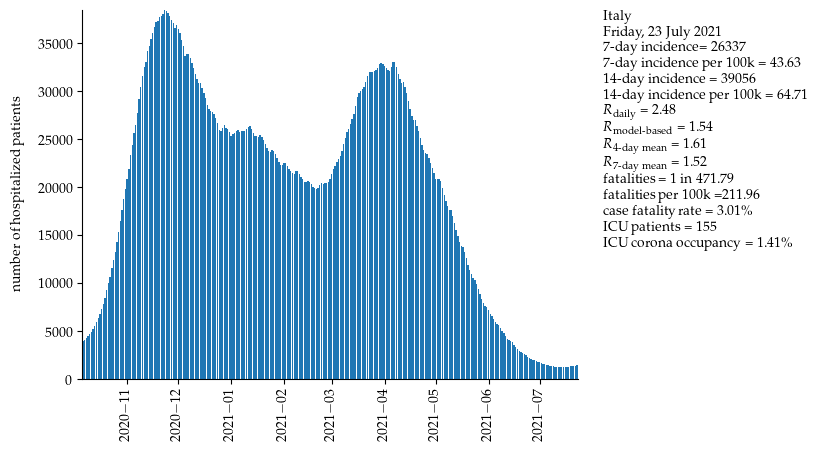 Italy
Friday, 23 July 2021
7-day incidence= 26337
7-day incidence per 100k = 43.63
14-day incidence = 39056
14-day incidence per 100k = 64.71
R_daily = 2.48
R_model-based = 1.54
R_4-day mean = 1.61
R_7-day mean = 1.52
fatalities = 1 in 471.79
fatalities per 100k =211.96
case fatality rate = 3.01%
ICU patients = 155
ICU corona occupancy = 1.41%
number of hospitalized patients
35000
30000
25000
20000
15000
10000
5000
0
2020−11
2020−12
2021−01
2021−02
2021−03
2021−04
2021−05
2021−06
2021−07